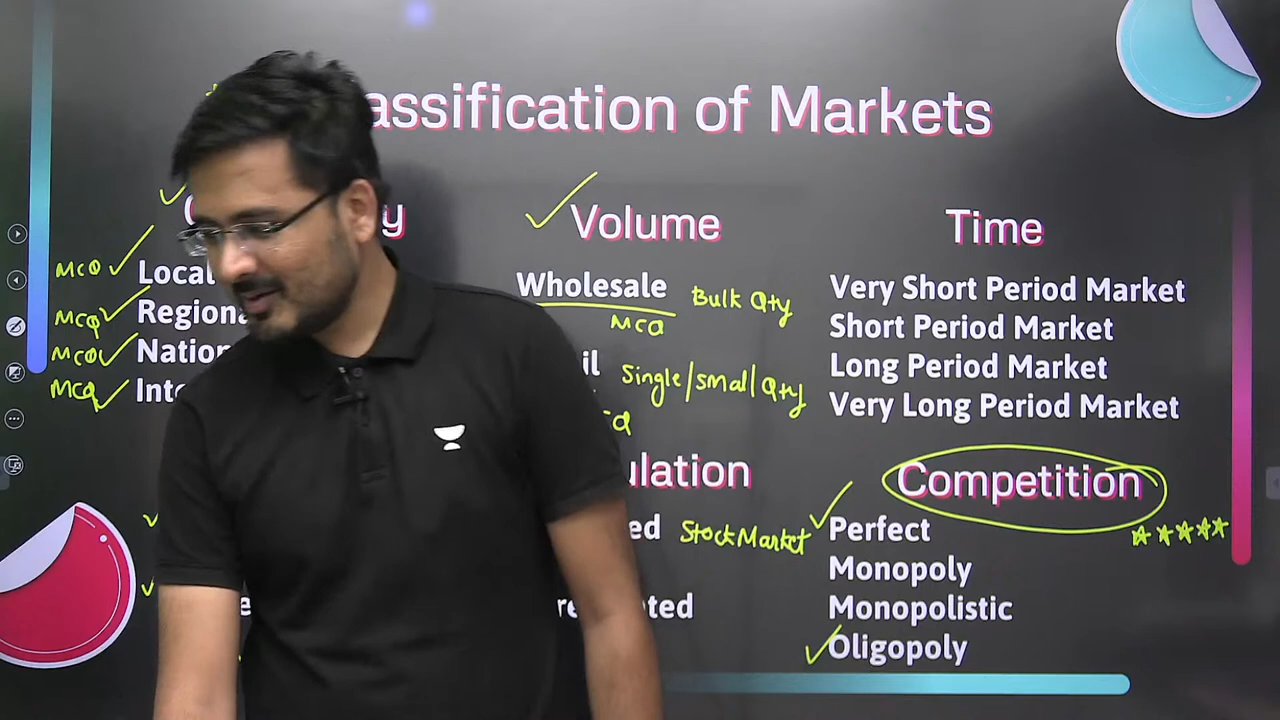 assification of Markets
y
MCQ Local
MCQ Regiona
MCQ Nation
MCQ Inte
Volume
Wholesale Bulk Qty
MCQ
il Single/small/Qty
Time
Very Short Period Market
Short Period Market
Long Period Market
Very Long Period Market
ulation
ed Stock Market
ted
Competition
Perfect
Monopoly
Monopolistic
Oligopoly